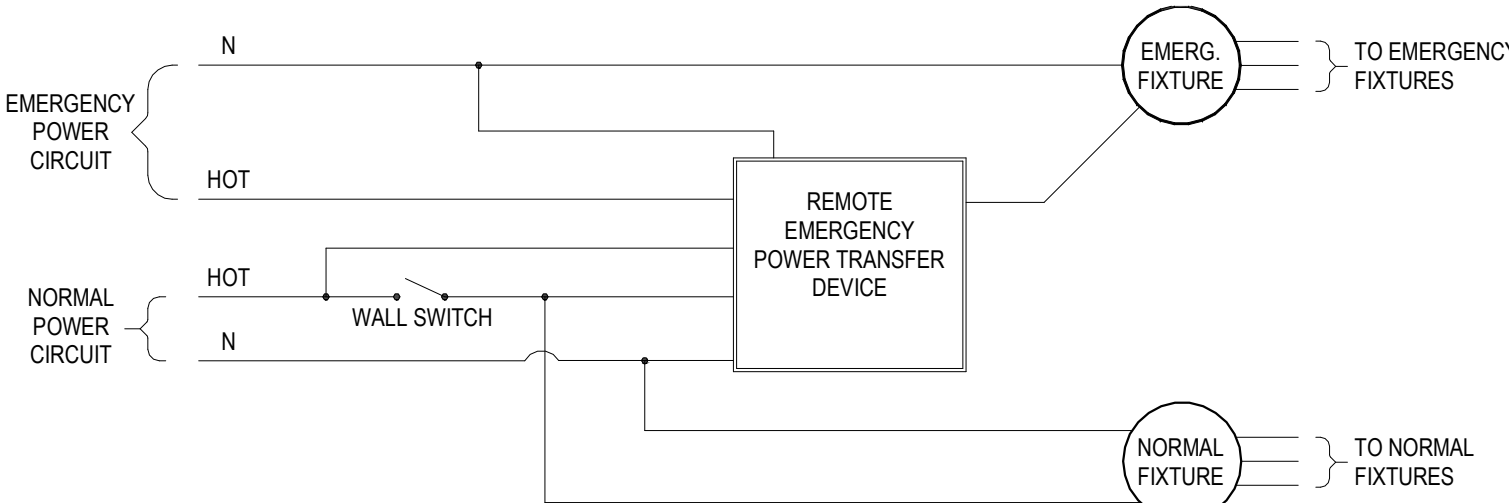 N
EMERGENCY
POWER
CIRCUIT
HOT
HOT
NORMAL
POWER
CIRCUIT
N
WALL SWITCH
REMOTE
EMERGENCY
POWER TRANSFER
DEVICE
EMERG.
FIXTURE
TO EMERGENCY
FIXTURES
NORMAL
FIXTURE
TO NORMAL
FIXTURES